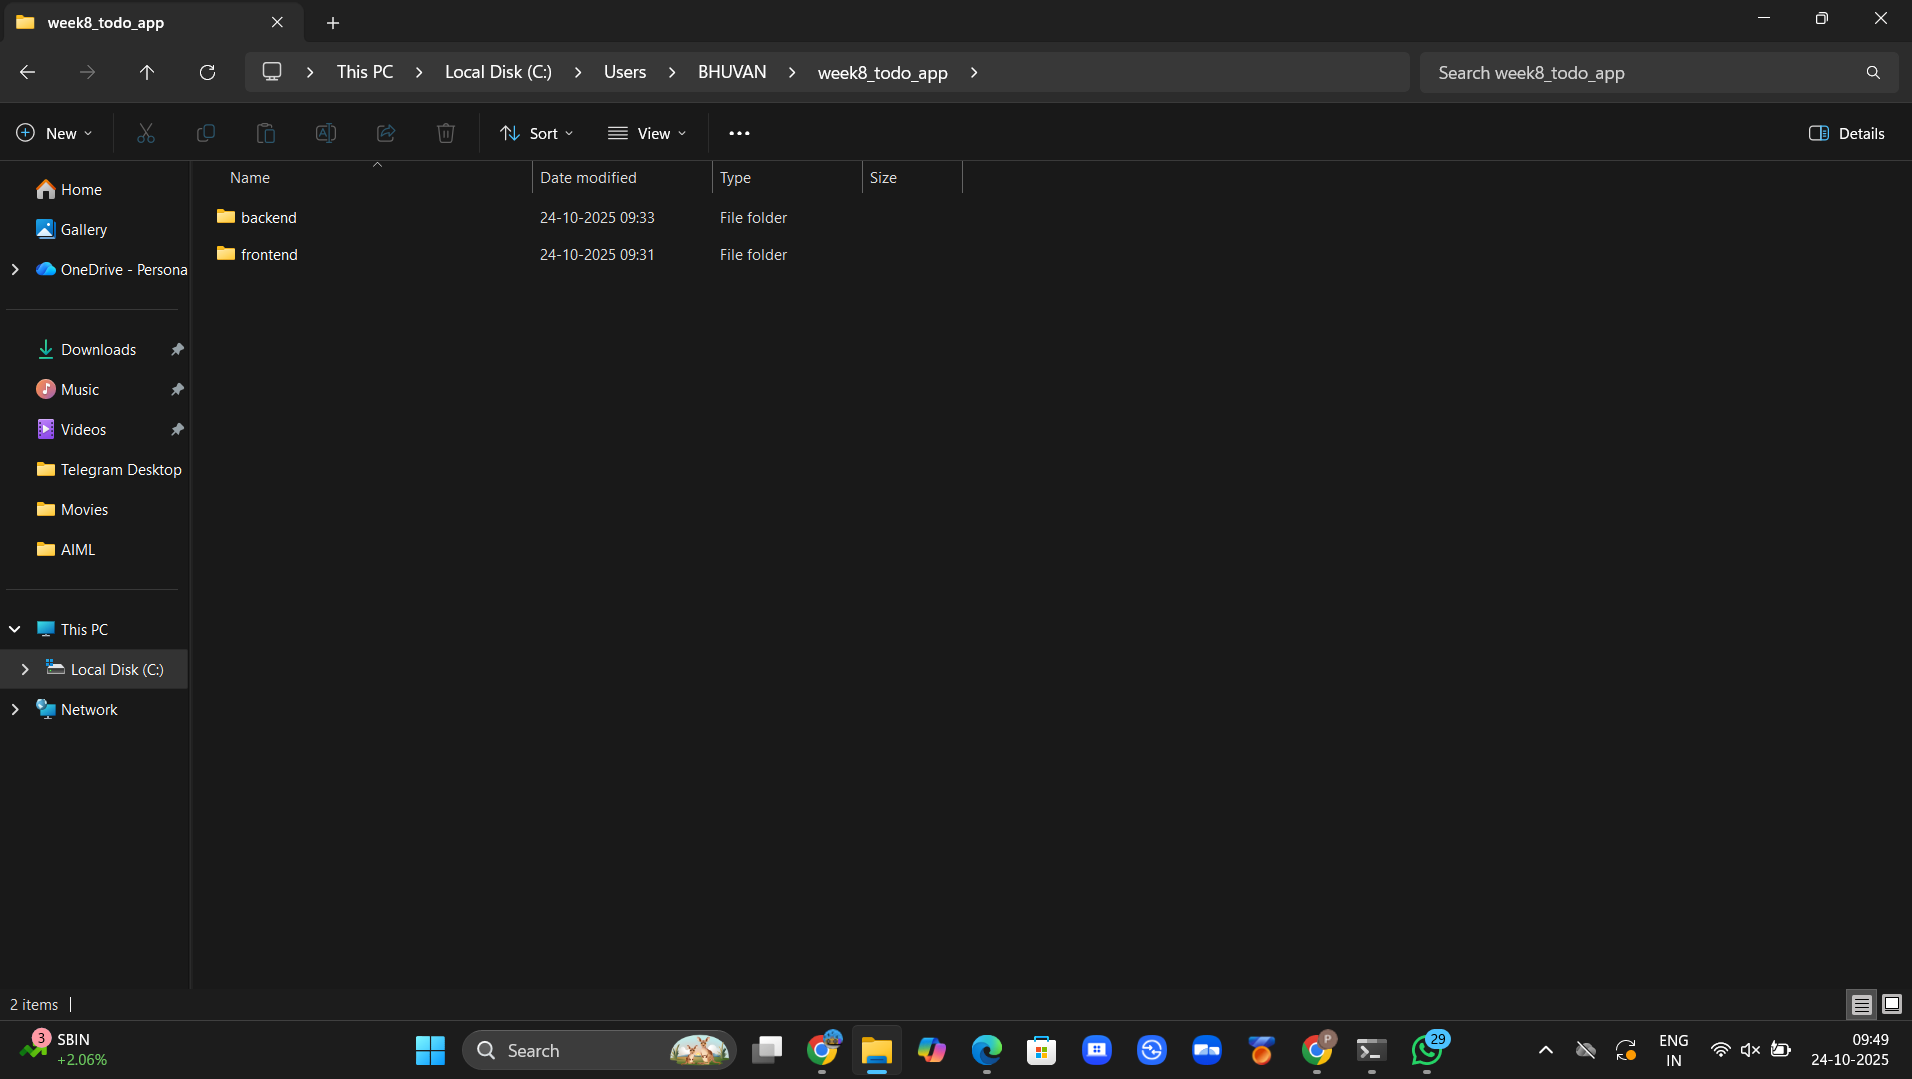 week8_todo_app
This PC
Local Disk (C:)
Users
BHUVAN
week8_todo_app
Search week8_todo_app
New
Sort
View
Details
Name
Date modified
Type
Size
backend
24-10-2025 09:33
File folder
frontend
24-10-2025 09:31
File folder
Home
Gallery
OneDrive - Persona
Downloads
Music
Videos
Telegram Desktop
Movies
AIML
This PC
Local Disk (C:)
Network
2 items
3
SBIN
+2.06%
Search
P
29
ENG
IN
09:49
24-10-2025